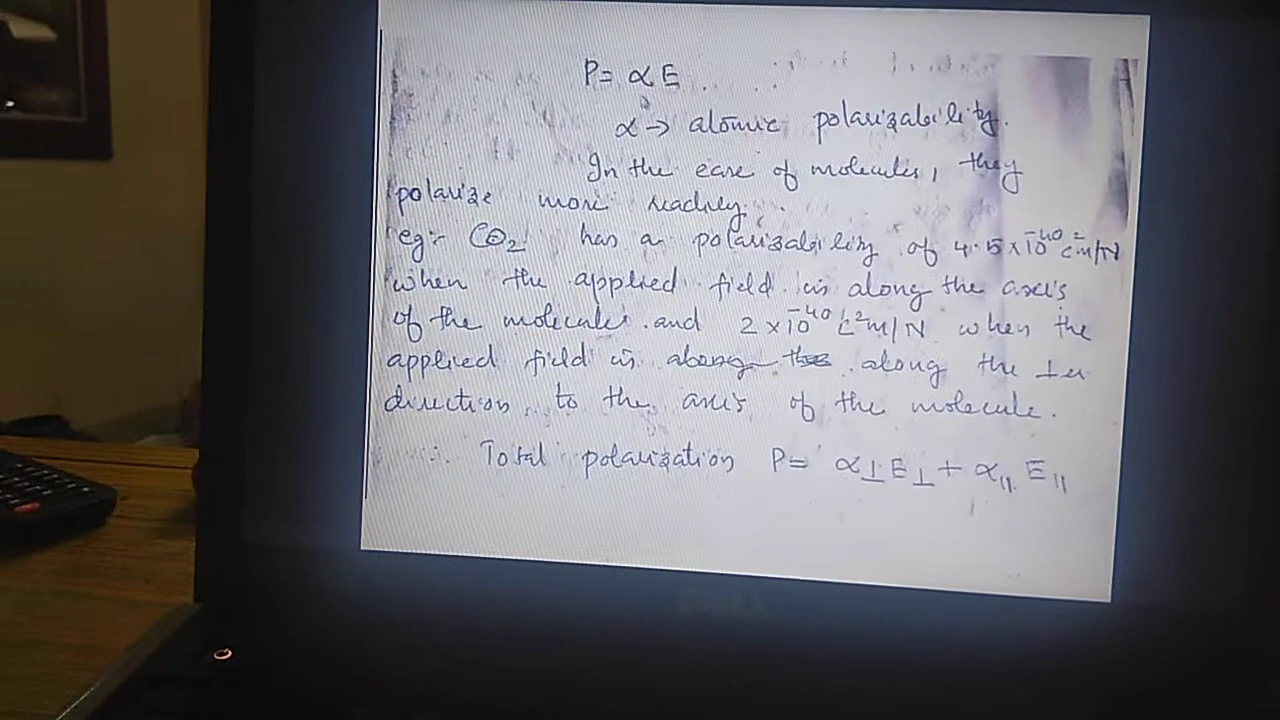 P = αE
α → atomic polarizability.
In the case of molecules, they
polarize more readily.
eg:- CO₂ has a polarizability of 4.5×10⁻⁴⁰ c²m/N
when the applied field is along the axis
of the molecule and 2×10⁻⁴⁰ c²m/N when the
applied field is along the along the ⊥er
direction to the axis of the molecule.
∴ Total polarization P = α⊥E⊥ + α∥E∥